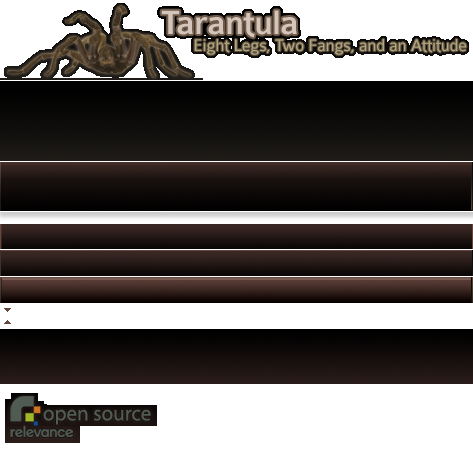 Tarantula
Eight Legs, Two Fangs, and an Attitude
open source
relevance